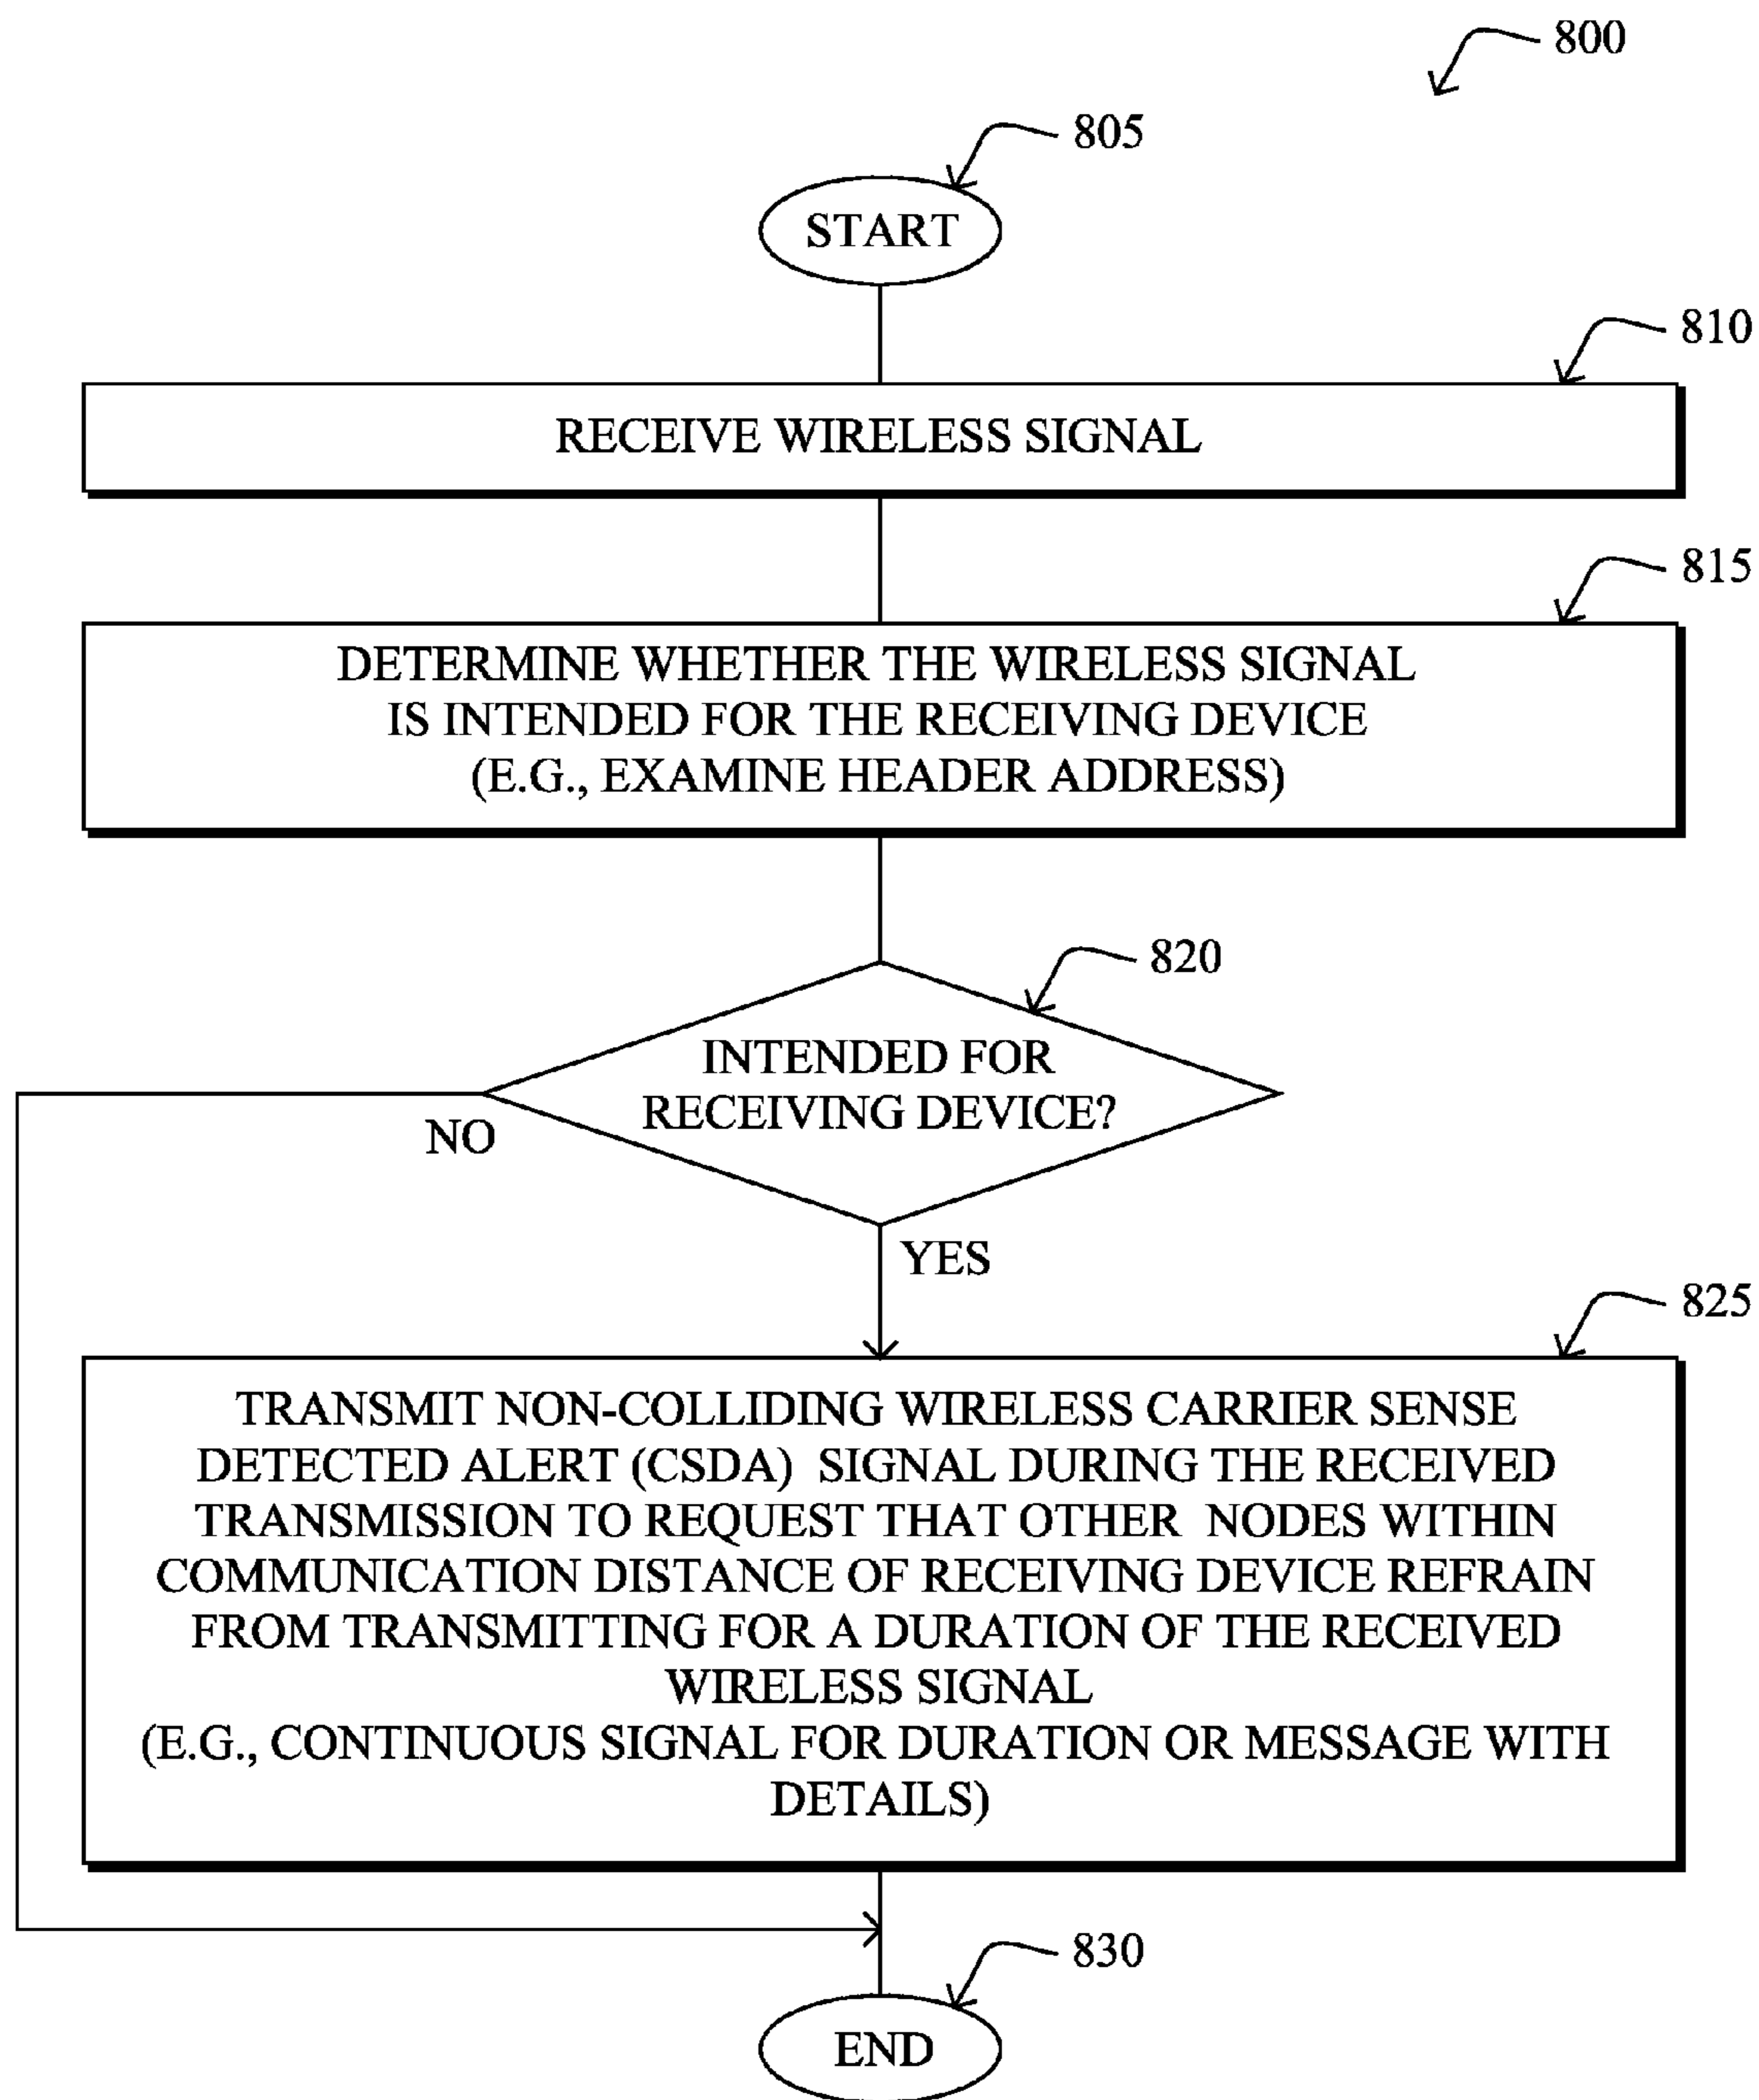 800
805
START
810
RECEIVE WIRELESS SIGNAL
815
DETERMINE WHETHER THE WIRELESS SIGNAL
IS INTENDED FOR THE RECEIVING DEVICE
(E.G., EXAMINE HEADER ADDRESS)
820
INTENDED FOR
RECEIVING DEVICE?
NO
YES
825
TRANSMIT NON-COLLIDING WIRELESS CARRIER SENSE
DETECTED ALERT (CSDA) SIGNAL DURING THE RECEIVED
TRANSMISSION TO REQUEST THAT OTHER NODES WITHIN
COMMUNICATION DISTANCE OF RECEIVING DEVICE REFRAIN
FROM TRANSMITTING FOR A DURATION OF THE RECEIVED
WIRELESS SIGNAL
(E.G., CONTINUOUS SIGNAL FOR DURATION OR MESSAGE WITH
DETAILS)
830
END